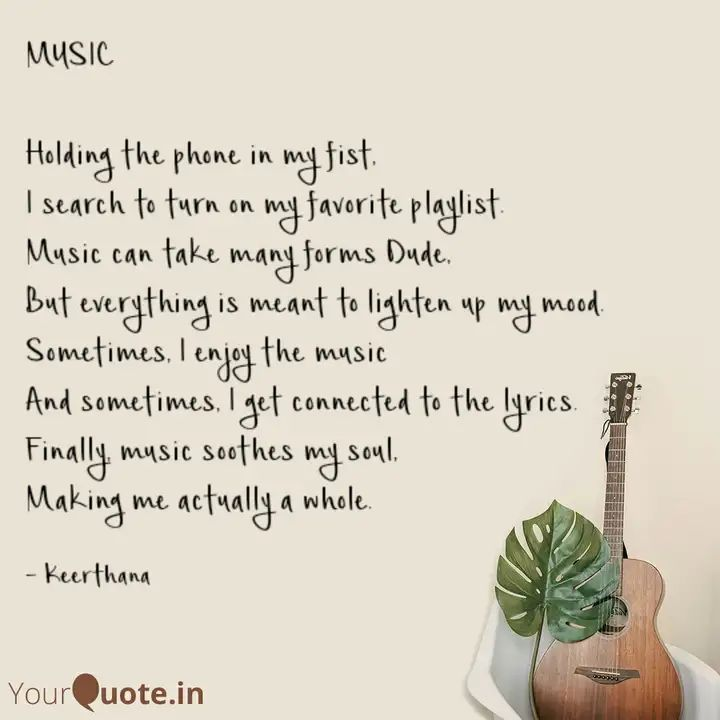 MUSIC
Holding the phone in my fist,
I search to turn on my favorite playlist.
Music can take many forms Dude,
But everything is meant to lighten up my mood.
Sometimes, I enjoy the music
And sometimes, I get connected to the lyrics.
Finally, music soothes my soul,
Making me actually a whole.
- Keerthana
YourQuote.in